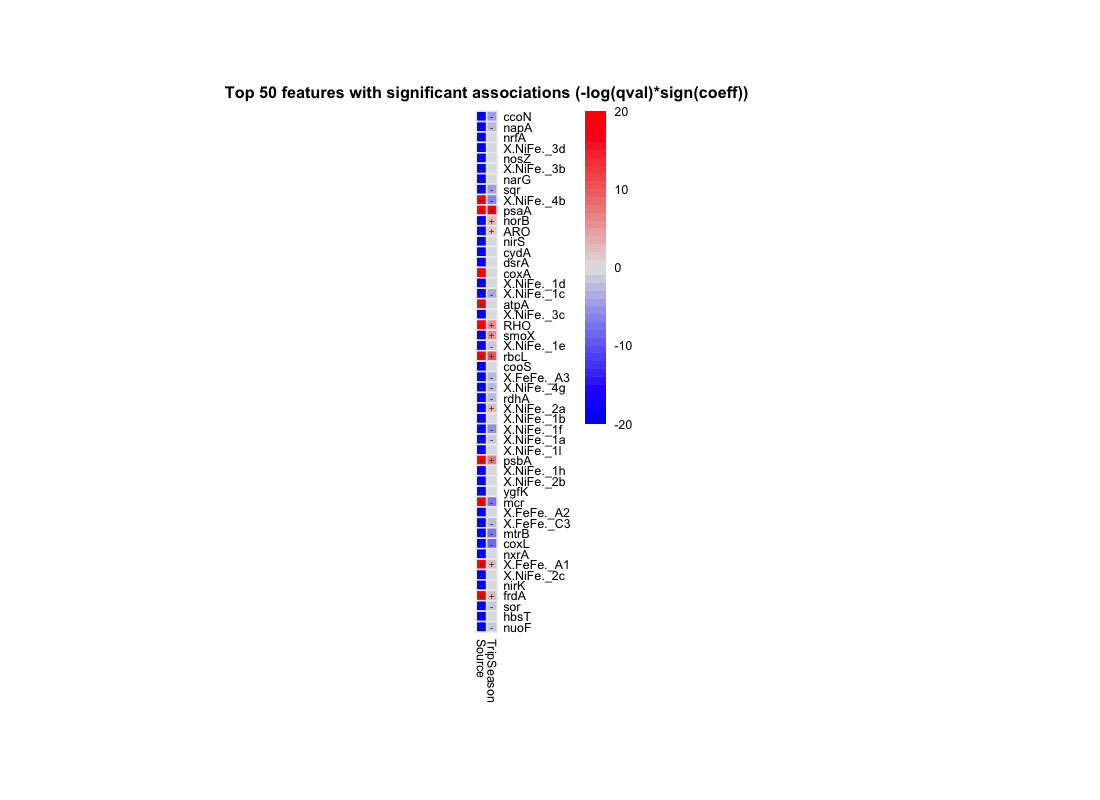 Top 50 features with significant associations (-log(qval)*sign(coeff))
ccoN
napA
nrfA
X.NiFe._3d
nosZ
X.NiFe._3b
narG
sqr
X.NiFe._4b
psaA
norB
ARO
nirS
cydA
dsrA
coxA
X.NiFe._1d
X.NiFe._1c
atpA
X.NiFe._3c
RHO
smoX
X.NiFe._1e
rbcL
cooS
X.FeFe._A3
X.NiFe._4g
rdhA
X.NiFe._2a
X.NiFe._1b
X.NiFe._1f
X.NiFe._1a
X.NiFe._1l
psbA
X.NiFe._1h
X.NiFe._2b
ygfK
mcr
X.FeFe._A2
X.FeFe._C3
mtrB
coxL
nxrA
X.FeFe._A1
X.NiFe._2c
nirK
frdA
sor
hbsT
nuoF
20
10
0
-10
-20
Source
TripSeason